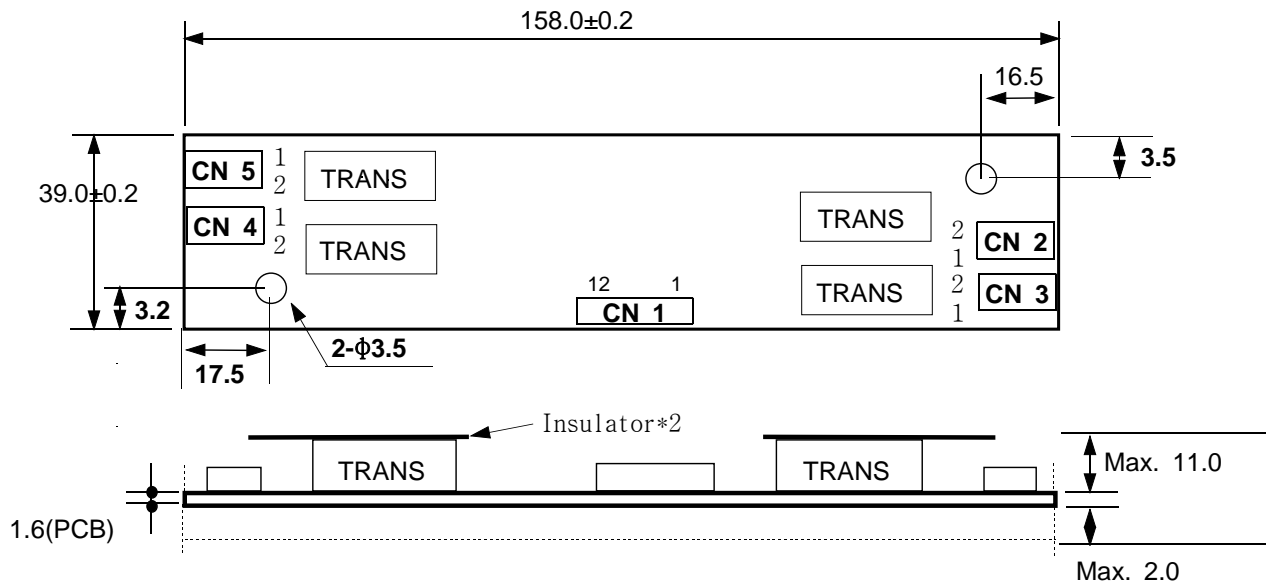 158.0±0.2
16.5
3.5
39.0±0.2
CN 5
1
2
TRANS
CN 4
1
2
TRANS
TRANS
2
1
CN 2
TRANS
2
1
CN 3
12 1
CN 1
3.2
17.5
2-Φ3.5
Insulator*2
TRANS
TRANS
Max. 11.0
1.6(PCB)
Max. 2.0